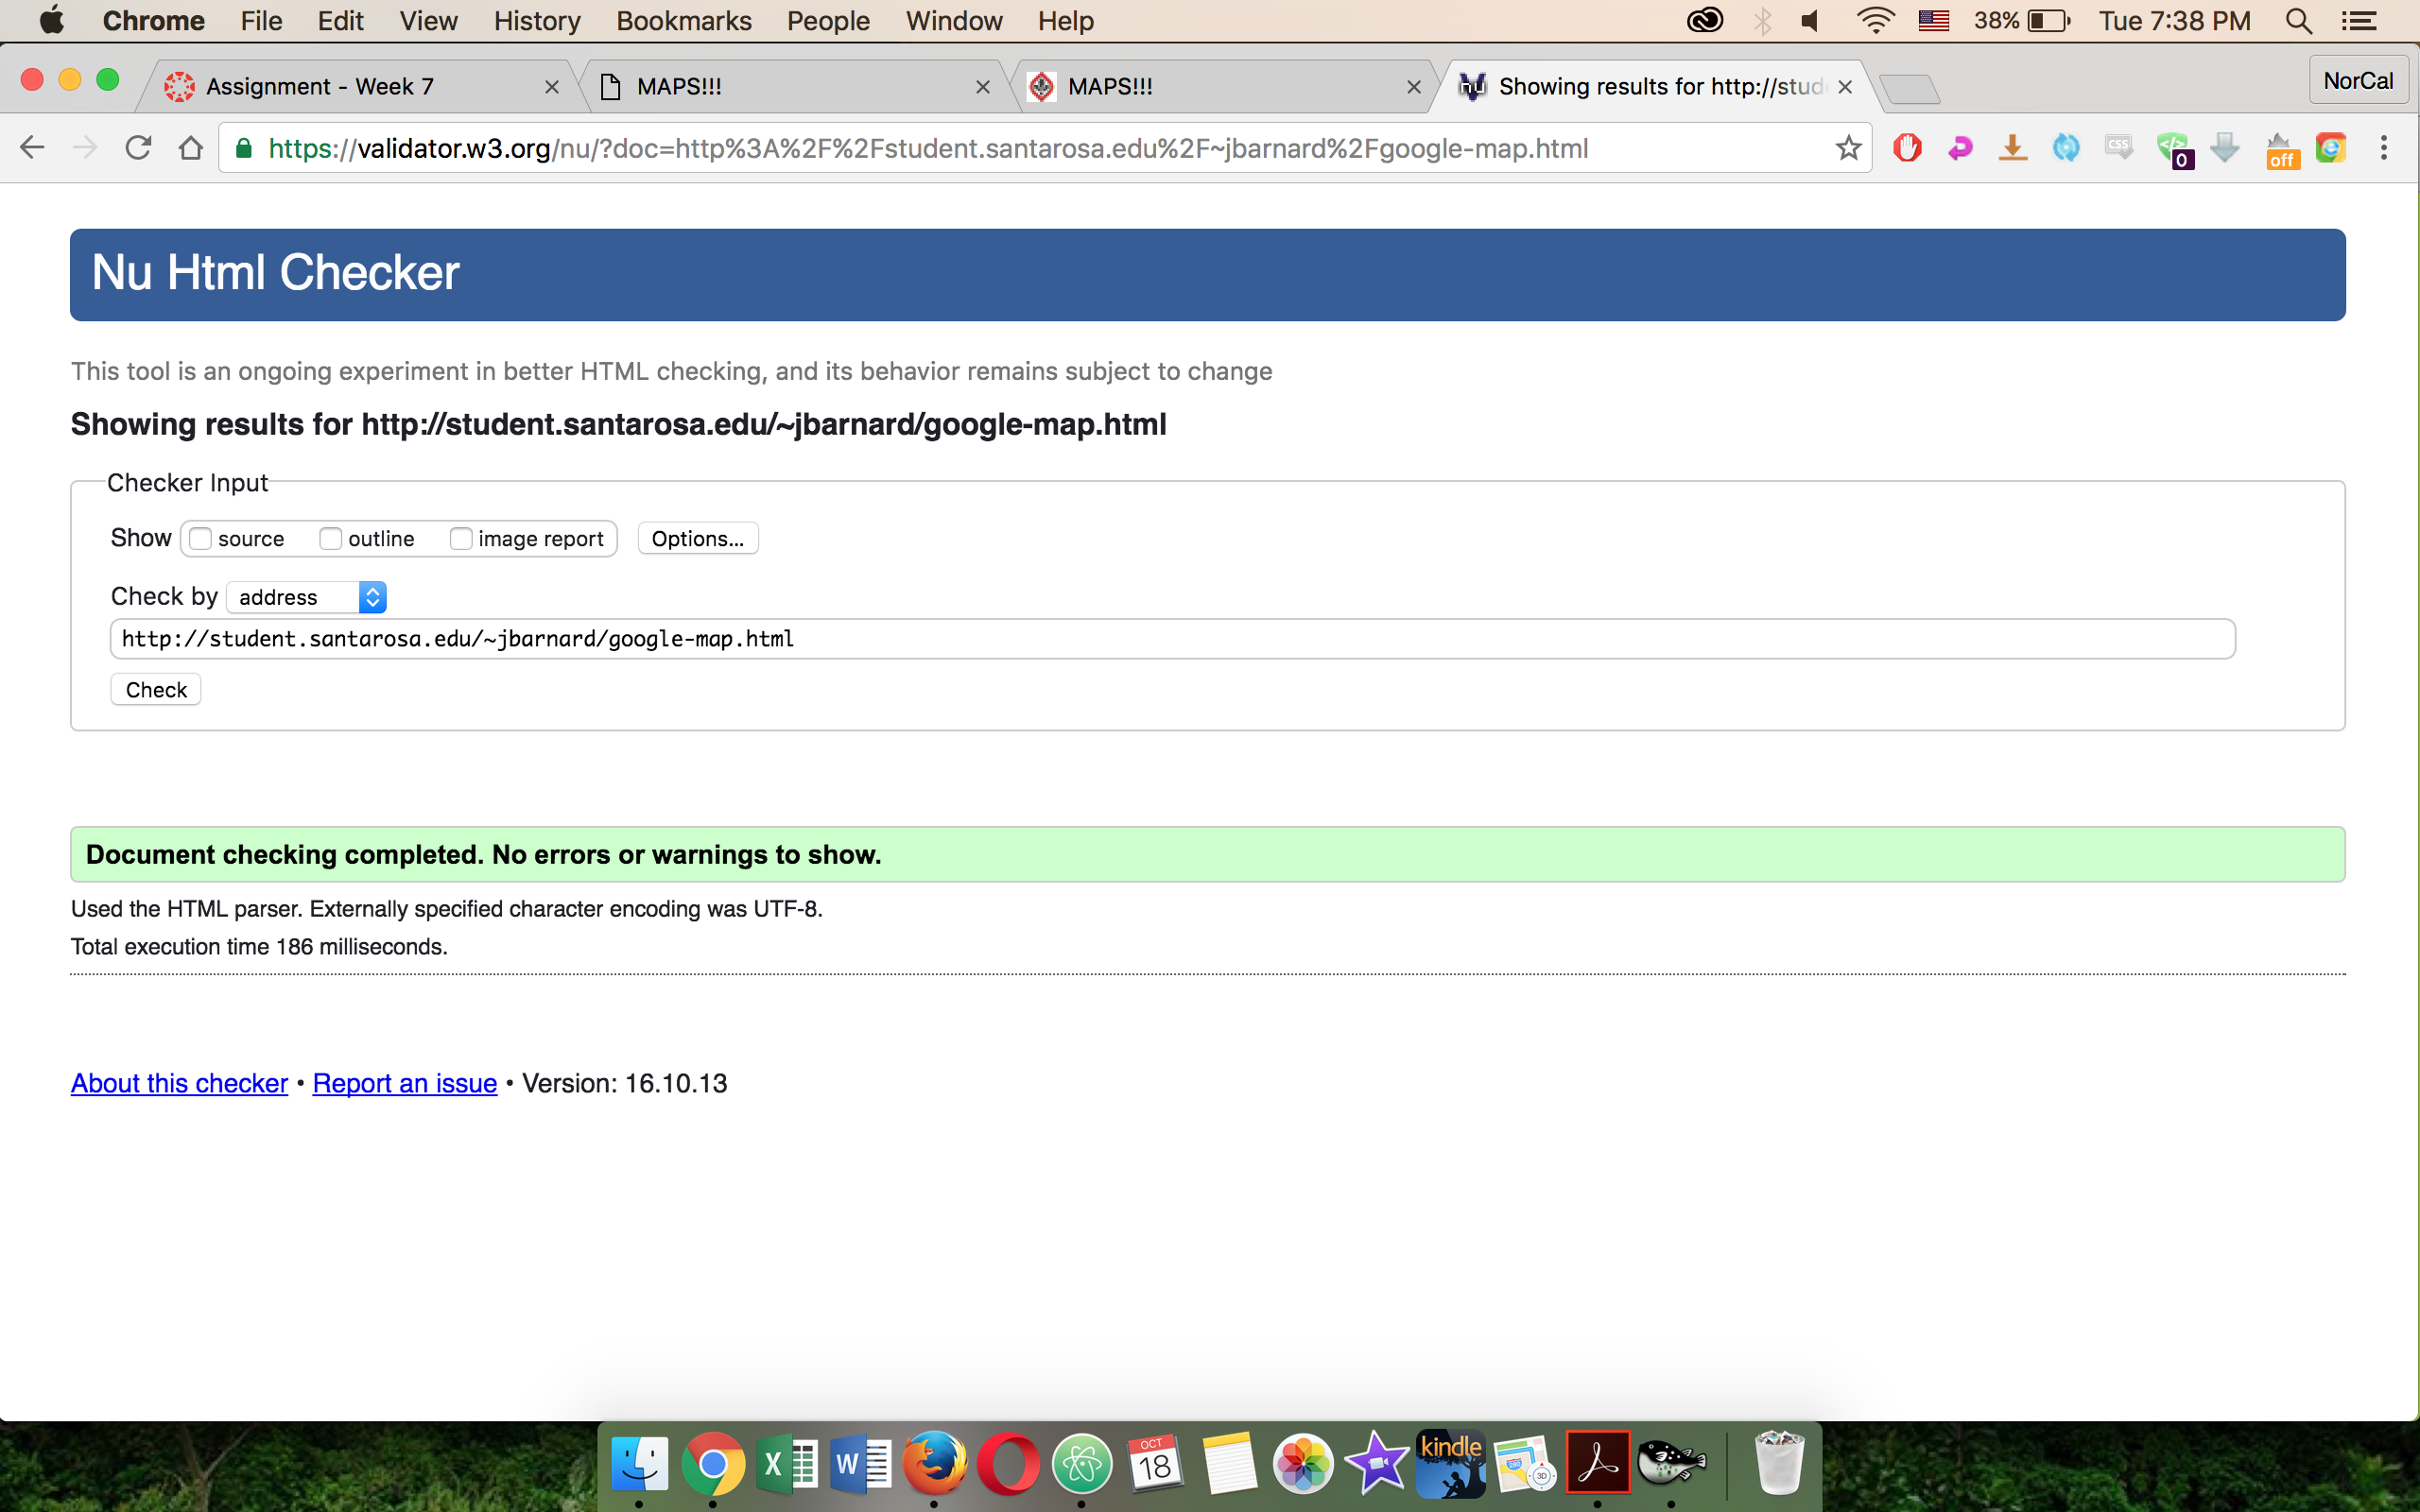 Chrome File Edit View History Bookmarks People Window Help 38% Tue 7:38 PM
Assignment - Week 7 MAPS!!! MAPS!!! Showing results for http://stud NorCal
https://validator.w3.org/nu/?doc=http%3A%2F%2Fstudent.santarosa.edu%2F~jbarnard%2Fgoogle-map.html CSS 0 off
Nu Html Checker
This tool is an ongoing experiment in better HTML checking, and its behavior remains subject to change
Showing results for http://student.santarosa.edu/~jbarnard/google-map.html
Checker Input
Show source outline image report Options...
Check by address
http://student.santarosa.edu/~jbarnard/google-map.html
Check
Document checking completed. No errors or warnings to show.
Used the HTML parser. Externally specified character encoding was UTF-8.
Total execution time 186 milliseconds.
About this checker • Report an issue • Version: 16.10.13
OCT
18
kindle
3D